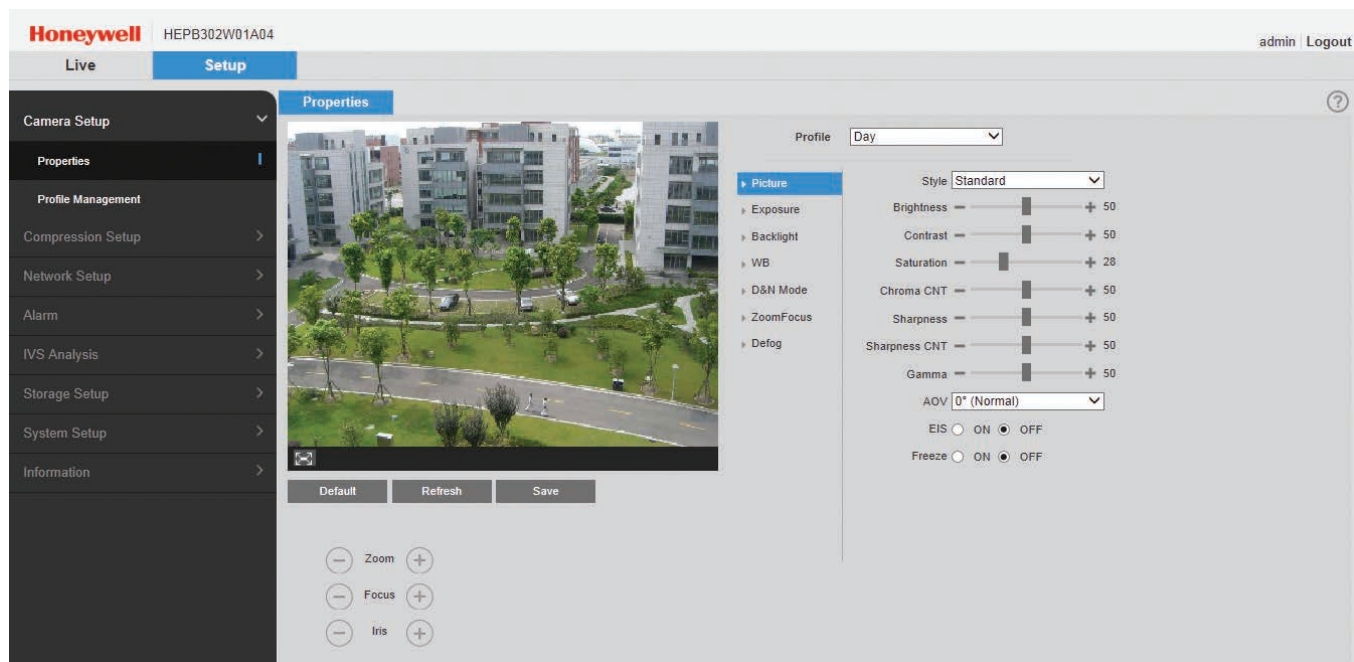 Honeywell HEPB302W01A04
admin Logout
Live Setup
Camera Setup
Properties
Profile Management
Compression Setup
Network Setup
Alarm
IVS Analysis
Storage Setup
System Setup
Information
Properties
?
Default Refresh Save
Zoom
Focus
Iris
Profile Day
Picture
Exposure
Backlight
WB
D&N Mode
ZoomFocus
Defog
Style Standard
Brightness 50
Contrast 50
Saturation 28
Chroma CNT 50
Sharpness 50
Sharpness CNT 50
Gamma 50
AOV 0° (Normal)
EIS ON OFF
Freeze ON OFF